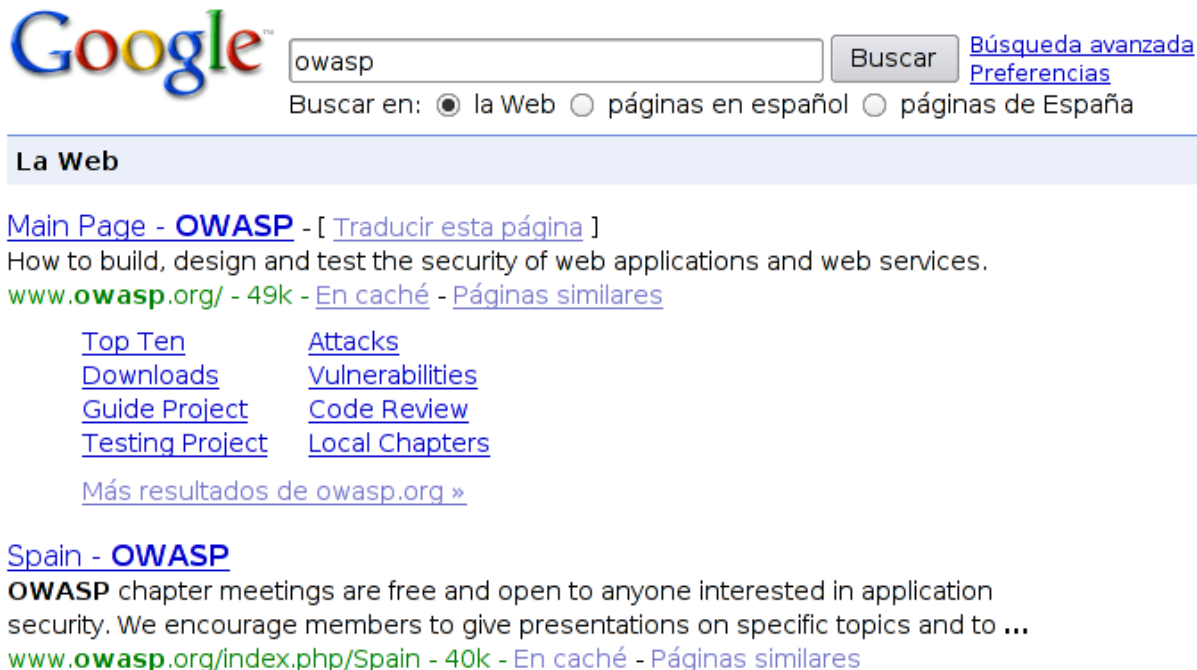 Google™
owasp
Buscar
Búsqueda avanzada
Preferencias
Buscar en: la Web páginas en español páginas de España
La Web
Main Page - OWASP - [ Traducir esta página ]
How to build, design and test the security of web applications and web services.
www.owasp.org/ - 49k - En caché - Páginas similares
Top Ten Attacks
Downloads Vulnerabilities
Guide Project Code Review
Testing Project Local Chapters
Más resultados de owasp.org »
Spain - OWASP
OWASP chapter meetings are free and open to anyone interested in application
security. We encourage members to give presentations on specific topics and to ...
www.owasp.org/index.php/Spain - 40k - En caché - Páginas similares